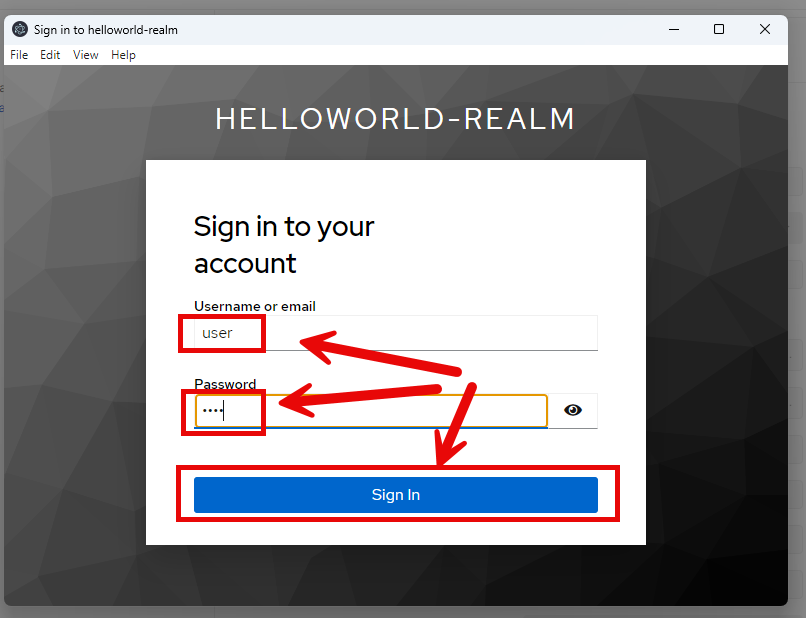 Sign in to helloworld-realm
File Edit View Help
HELLOWORLD-REALM
Sign in to your
account
Username or email
user
Password
••••
Sign In